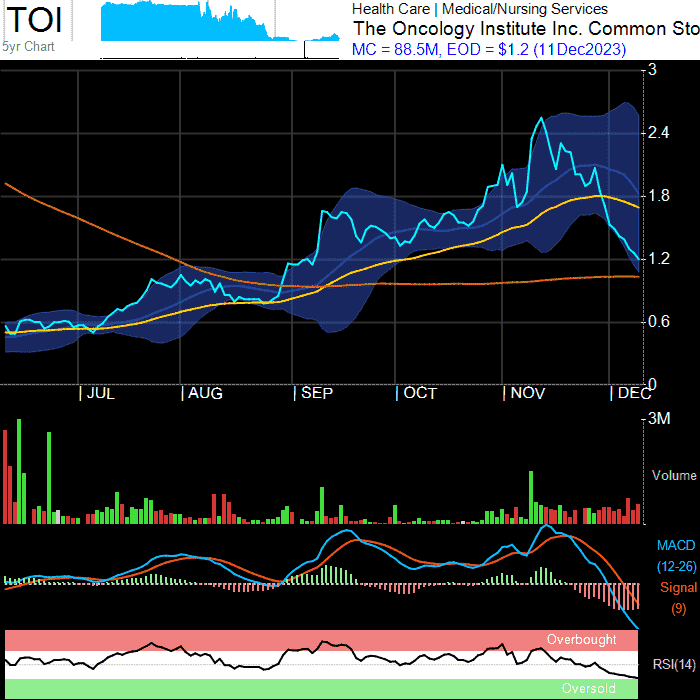 TOI
5yr Chart
Health Care | Medical/Nursing Services
The Oncology Institute Inc. Common Sto
MC = 88.5M, EOD = $1.2 (11Dec2023)
3
2.4
1.8
1.2
0.6
0
| JUL | AUG | SEP | OCT | NOV | DEC
3M
Volume
MACD
(12-26)
Signal
(9)
Overbought
RSI(14)
Oversold